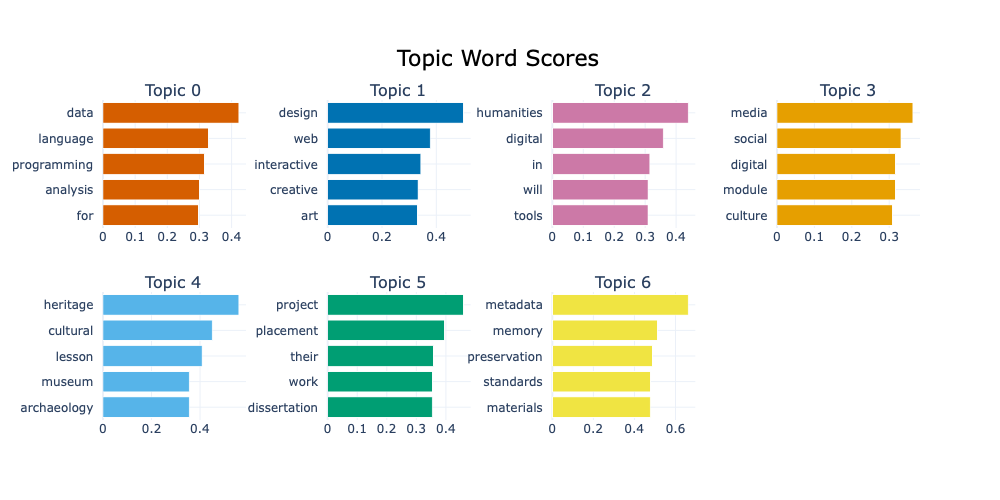 Topic Word Scores
Topic 0
data
language
programming
analysis
for
0 0.1 0.2 0.3 0.4
Topic 1
design
web
interactive
creative
art
0 0.2 0.4
Topic 2
humanities
digital
in
will
tools
0 0.1 0.2 0.3 0.4
Topic 3
media
social
digital
module
culture
0 0.1 0.2 0.3
Topic 4
heritage
cultural
lesson
museum
archaeology
0 0.2 0.4
Topic 5
project
placement
their
work
dissertation
0 0.1 0.2 0.3 0.4
Topic 6
metadata
memory
preservation
standards
materials
0 0.2 0.4 0.6